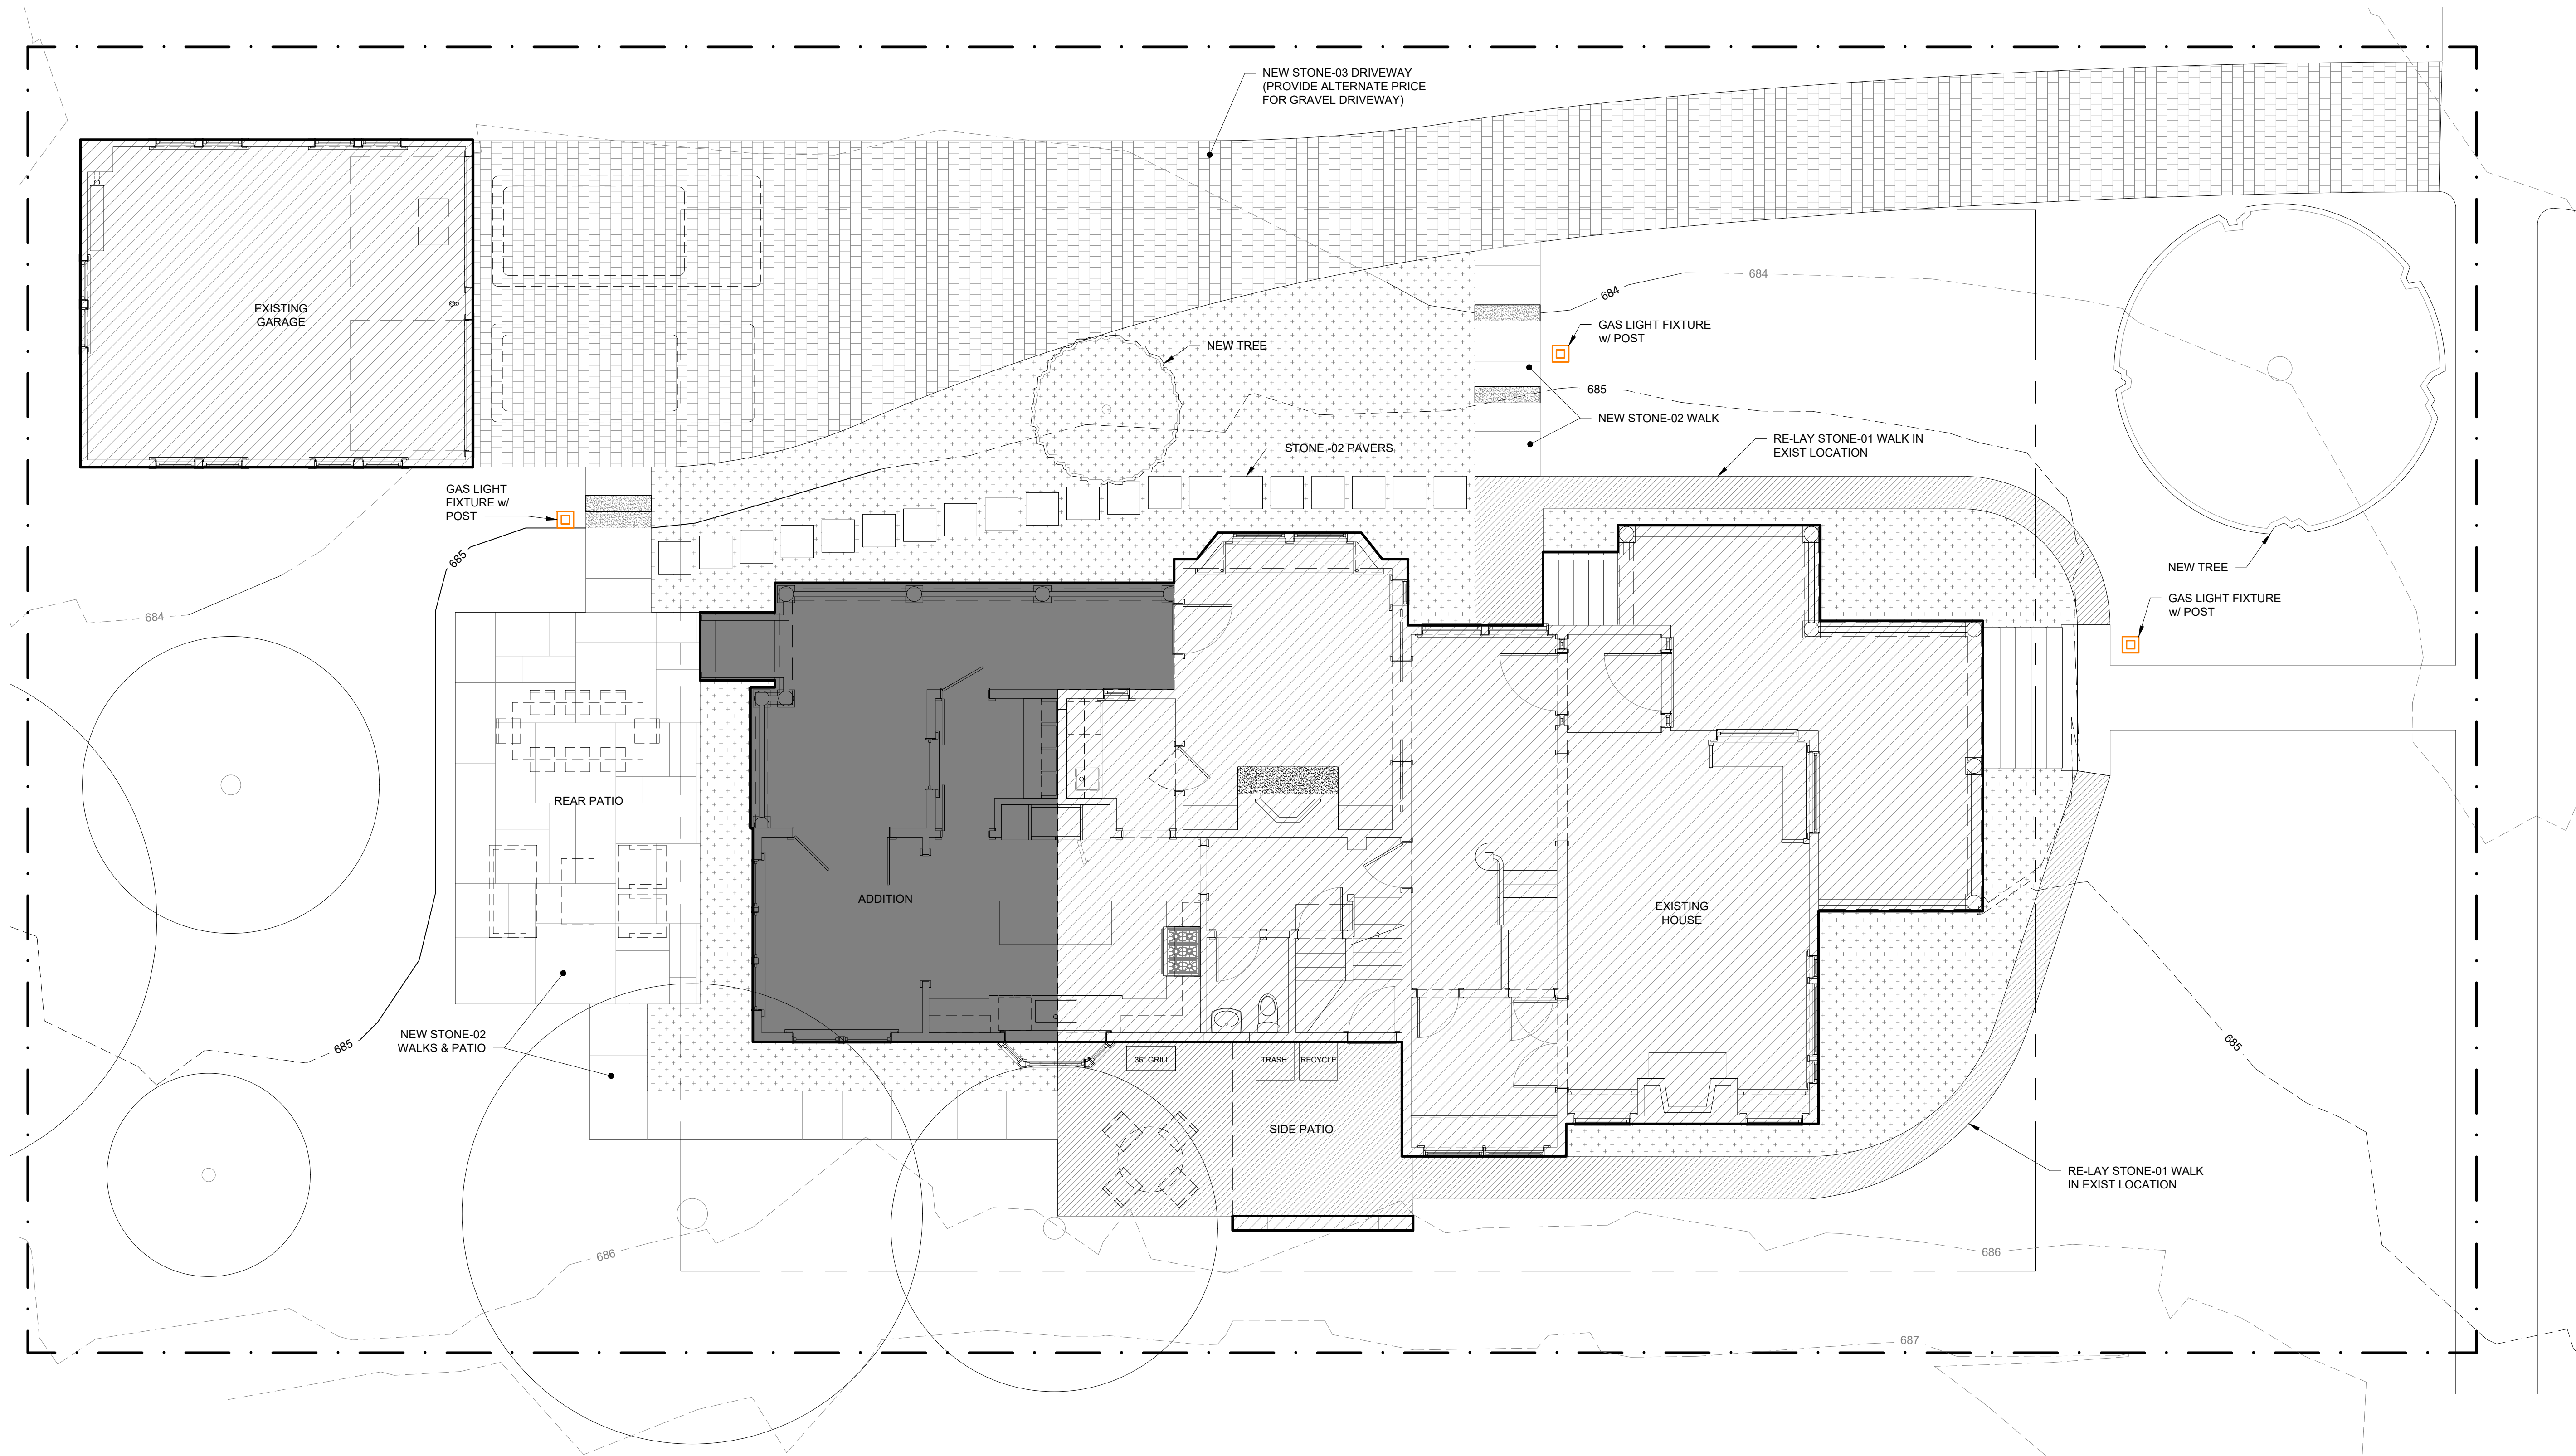 NEW STONE-03 DRIVEWAY
(PROVIDE ALTERNATE PRICE
FOR GRAVEL DRIVEWAY)
EXISTING
GARAGE
684
684
GAS LIGHT FIXTURE
w/ POST
NEW TREE
685
NEW STONE-02 WALK
STONE -02 PAVERS
RE-LAY STONE-01 WALK IN
EXIST LOCATION
GAS LIGHT
FIXTURE w/
POST
685
NEW TREE
GAS LIGHT FIXTURE
w/ POST
684
REAR PATIO
ADDITION
EXISTING
HOUSE
NEW STONE-02
WALKS & PATIO
685
685
36" GRILL
TRASH
RECYCLE
SIDE PATIO
RE-LAY STONE-01 WALK
IN EXIST LOCATION
686
686
687